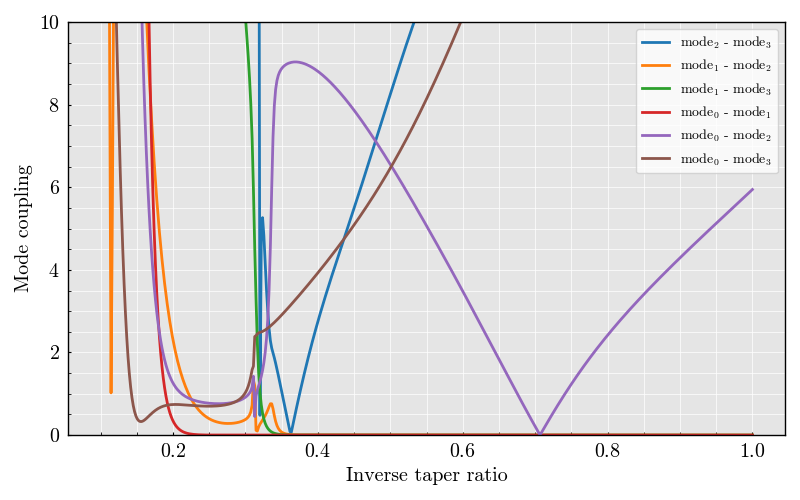 10
8
6
4
2
0
Mode coupling
0.2 0.4 0.6 0.8 1.0
Inverse taper ratio
mode₂ - mode₃
mode₁ - mode₂
mode₁ - mode₃
mode₀ - mode₁
mode₀ - mode₂
mode₀ - mode₃